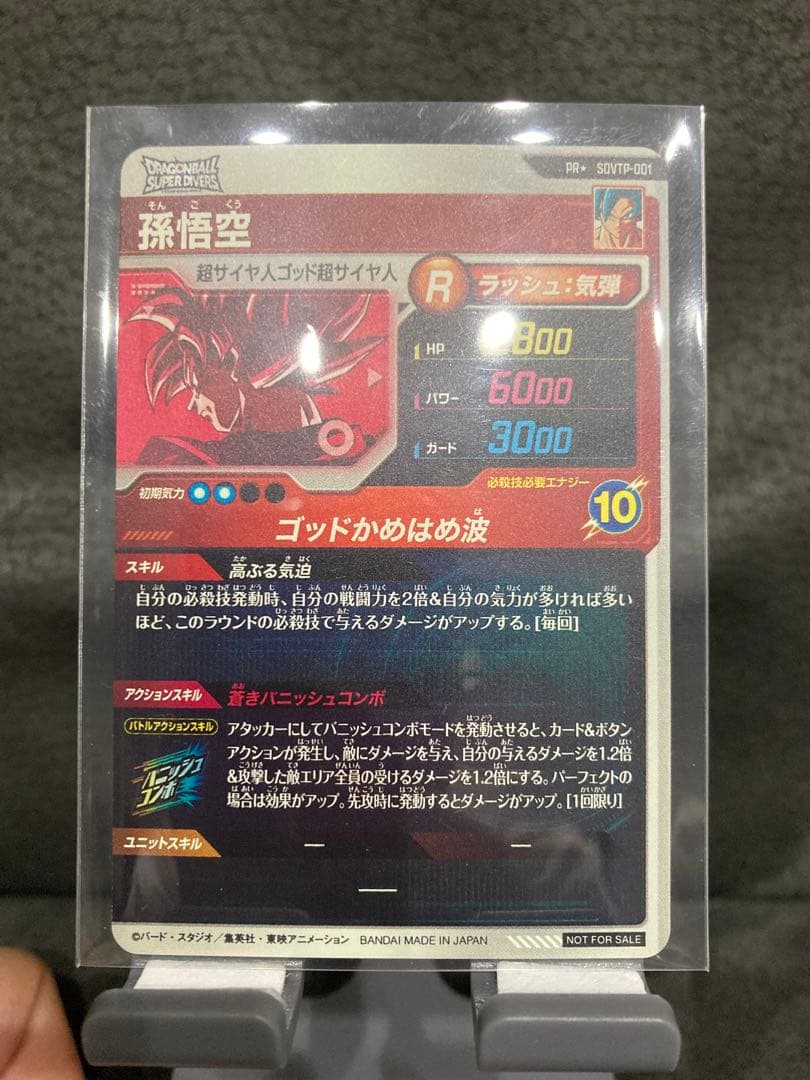 DRAGONBALL
SUPER DIVERS
PR★ SDVTP-001
そん ご くう
孫悟空
超サイヤ人ゴッド超サイヤ人
R ラッシュ:気弾
HP 800
パワー 6000
ガード 3000
初期気力
必殺技必要エナジー
10
ゴッドかめはめ波
スキル 高ぶる気迫
自分の必殺技発動時、自分の戦闘力を2倍&自分の気力が多ければ多い
ほど、このラウンドの必殺技で与えるダメージがアップする。[毎回]
アクションスキル 蒼きバニッシュコンボ
バトルアクションスキル
バニッシュ
コンボ
アタッカーにしてバニッシュコンボモードを発動させると、カード&ボタン
アクションが発生し、敵にダメージを与え、自分の与えるダメージを1.2倍
&攻撃した敵エリア全員の受けるダメージを1.2倍にする。パーフェクトの
場合は効果がアップ。先攻時に発動するとダメージがアップ。[1回限り]
ユニットスキル ― ―
―
©バード・スタジオ/集英社・東映アニメーション BANDAI MADE IN JAPAN NOT FOR SALE